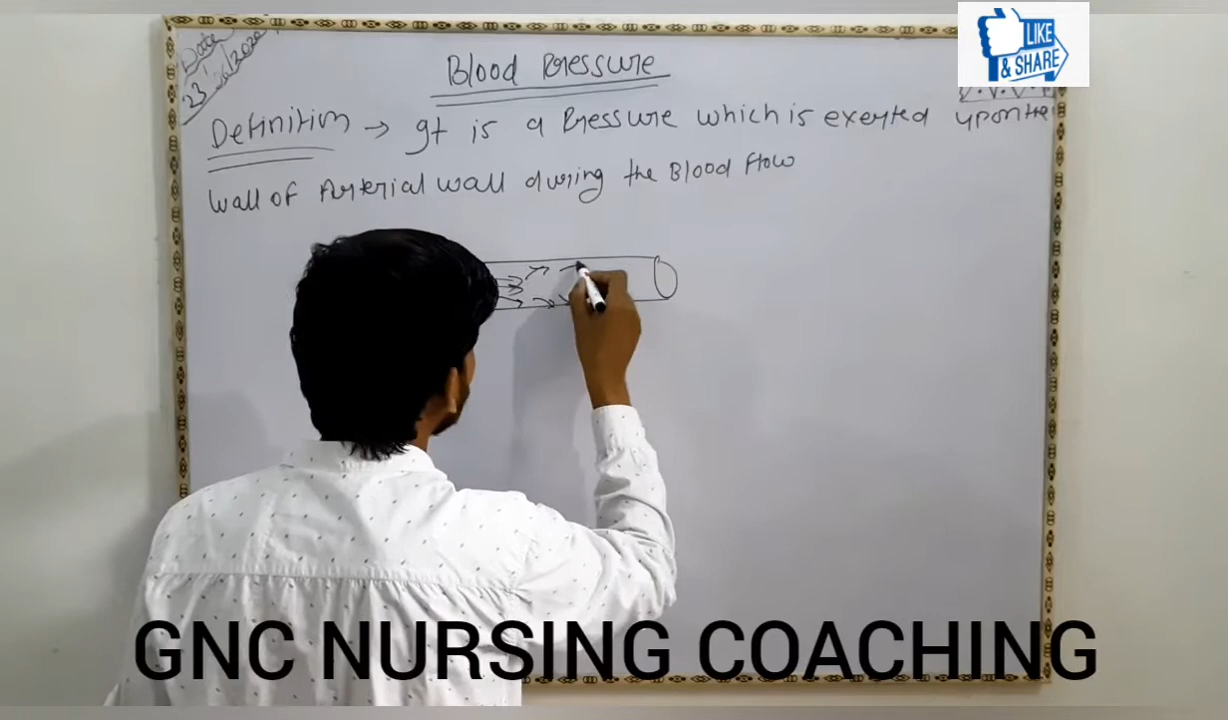 Date
Blood Pressure
LIKE
& SHARE
Definition → It is a Pressure which is exerted upon the
Wall of Arterial wall during the Blood Flow
GNC NURSING COACHING